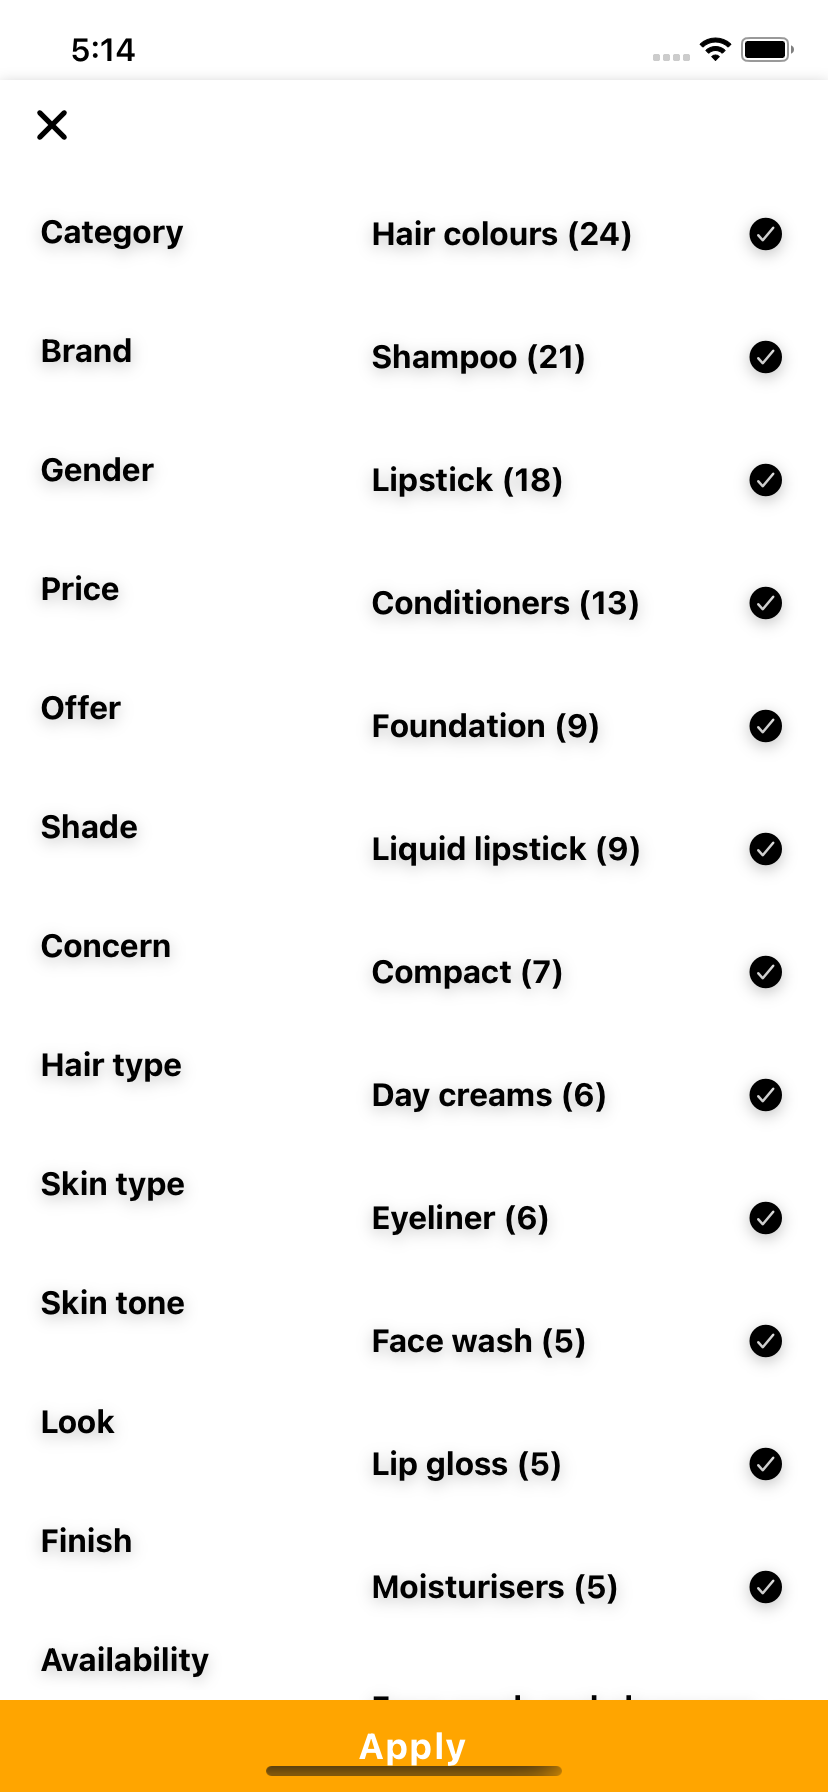 5:14
Category
Brand
Gender
Price
Offer
Shade
Concern
Hair type
Skin type
Skin tone
Look
Finish
Availability
Hair colours (24)
Shampoo (21)
Lipstick (18)
Conditioners (13)
Foundation (9)
Liquid lipstick (9)
Compact (7)
Day creams (6)
Eyeliner (6)
Face wash (5)
Lip gloss (5)
Moisturisers (5)
Apply